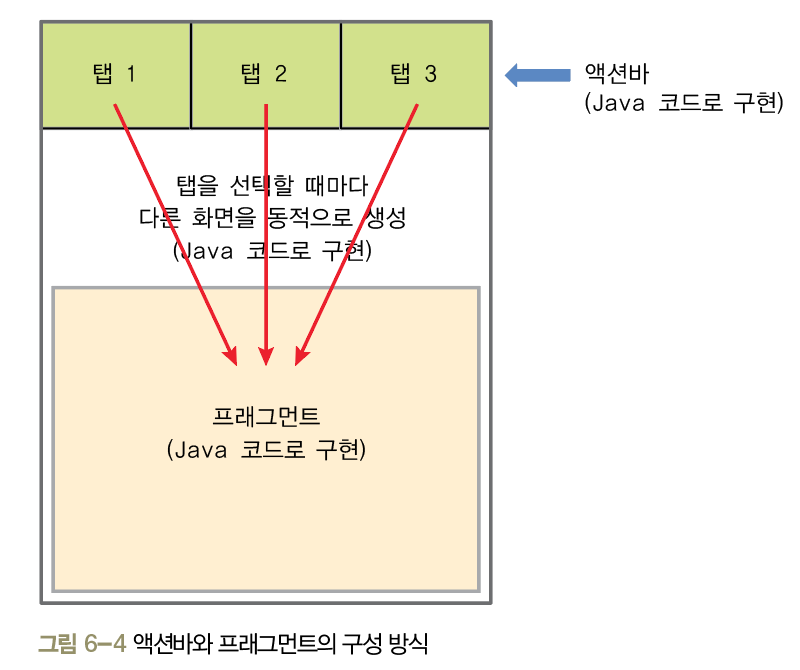 탭 1
탭 2
탭 3
액션바
(Java 코드로 구현)
탭을 선택할 때마다
다른 화면을 동적으로 생성
(Java 코드로 구현)
프래그먼트
(Java 코드로 구현)
그림 6-4 액션바와 프래그먼트의 구성 방식